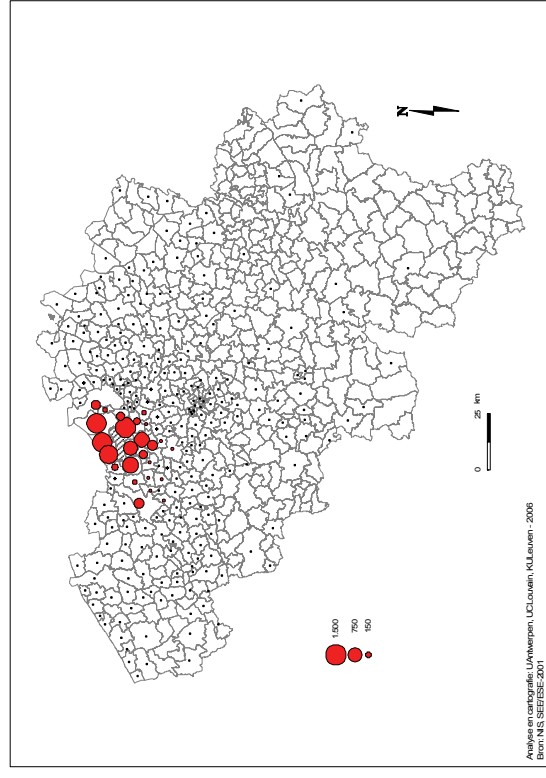 N
0 25 km
1.500
750
150
Analyse en cartografie: UAntwerpen, UCLouvain, KULeuven - 2006
Bron: NIS, SEE/ESE-2001